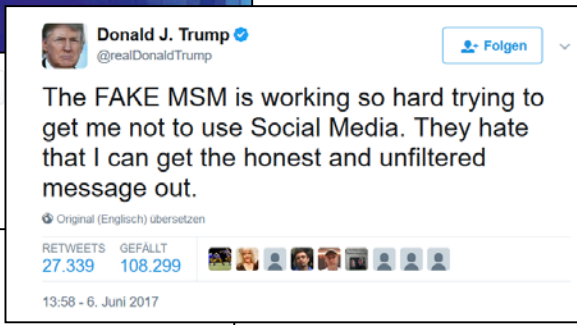 Donald J. Trump
@realDonaldTrump
Folgen
The FAKE MSM is working so hard trying to
get me not to use Social Media. They hate
that I can get the honest and unfiltered
message out.
Original (Englisch) übersetzen
RETWEETS GEFÄLLT
27.339 108.299
13:58 - 6. Juni 2017